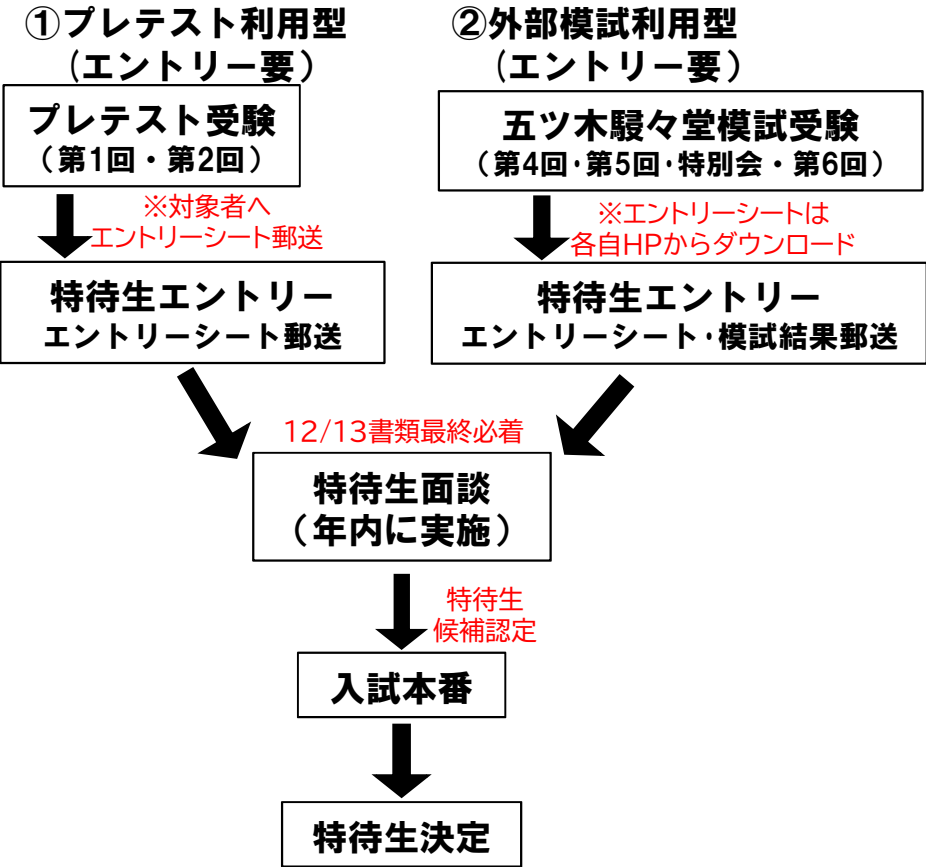 ①プレテスト利用型
(エントリー要)
プレテスト受験
(第1回・第2回)
※対象者へ
エントリーシート郵送
特待生エントリー
エントリーシート郵送
②外部模試利用型
(エントリー要)
五ツ木駸々堂模試受験
(第4回･第5回･特別会・第6回)
※エントリーシートは
各自HPからダウンロード
特待生エントリー
エントリーシート･模試結果郵送
12/13書類最終必着
特待生面談
(年内に実施)
特待生
候補認定
入試本番
特待生決定